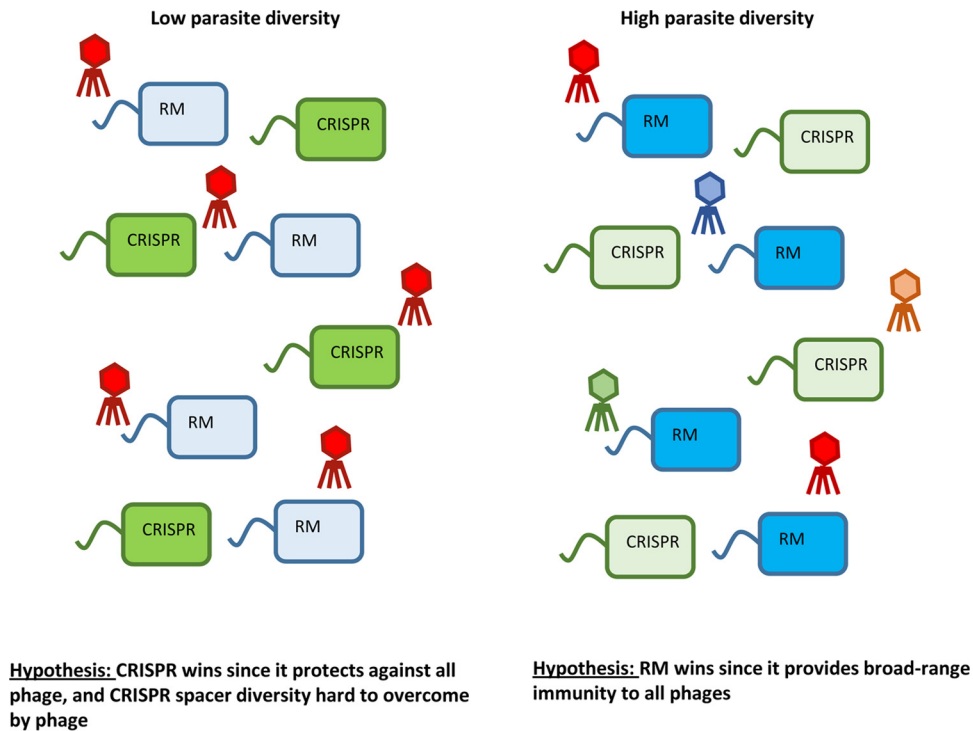 Low parasite diversity
RM
CRISPR
CRISPR
RM
CRISPR
RM
CRISPR
RM
Hypothesis: CRISPR wins since it protects against all
phage, and CRISPR spacer diversity hard to overcome
by phage
High parasite diversity
RM
CRISPR
CRISPR
RM
CRISPR
RM
CRISPR
RM
Hypothesis: RM wins since it provides broad-range
immunity to all phages